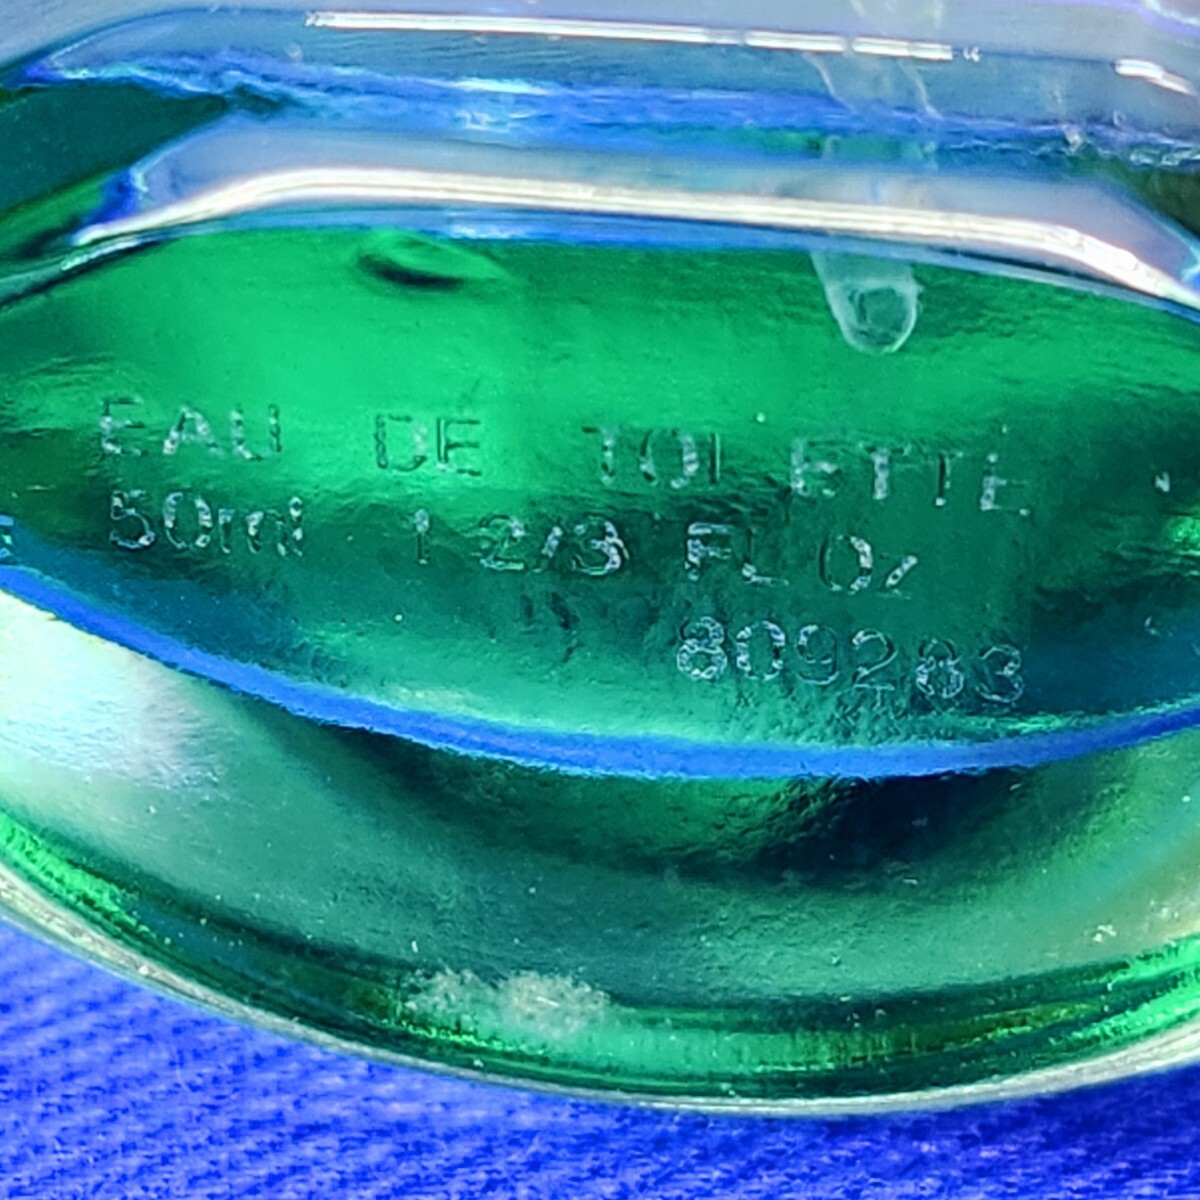 EAU DE TOILETTE
50ml 1 2/3 FL Oz
809283